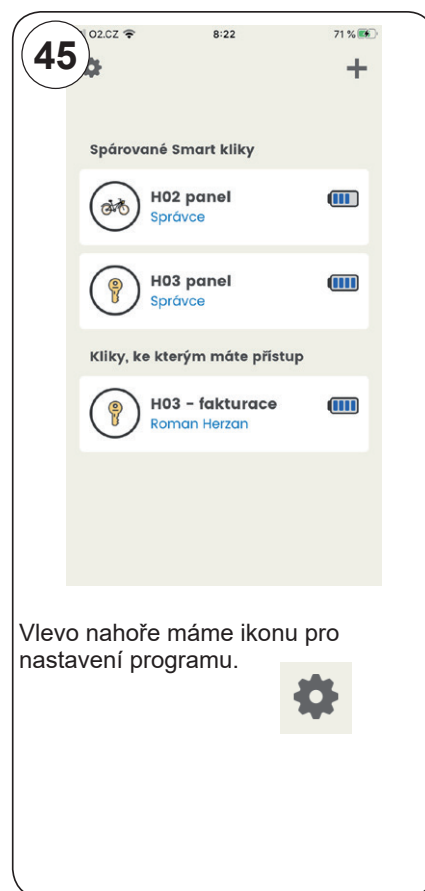 45
O2.CZ
8:22
71 %
Spárované Smart kliky
H02 panel
Správce
H03 panel
Správce
Kliky, ke kterým máte přístup
H03 - fakturace
Roman Herzan
Vlevo nahoře máme ikonu pro
nastavení programu.